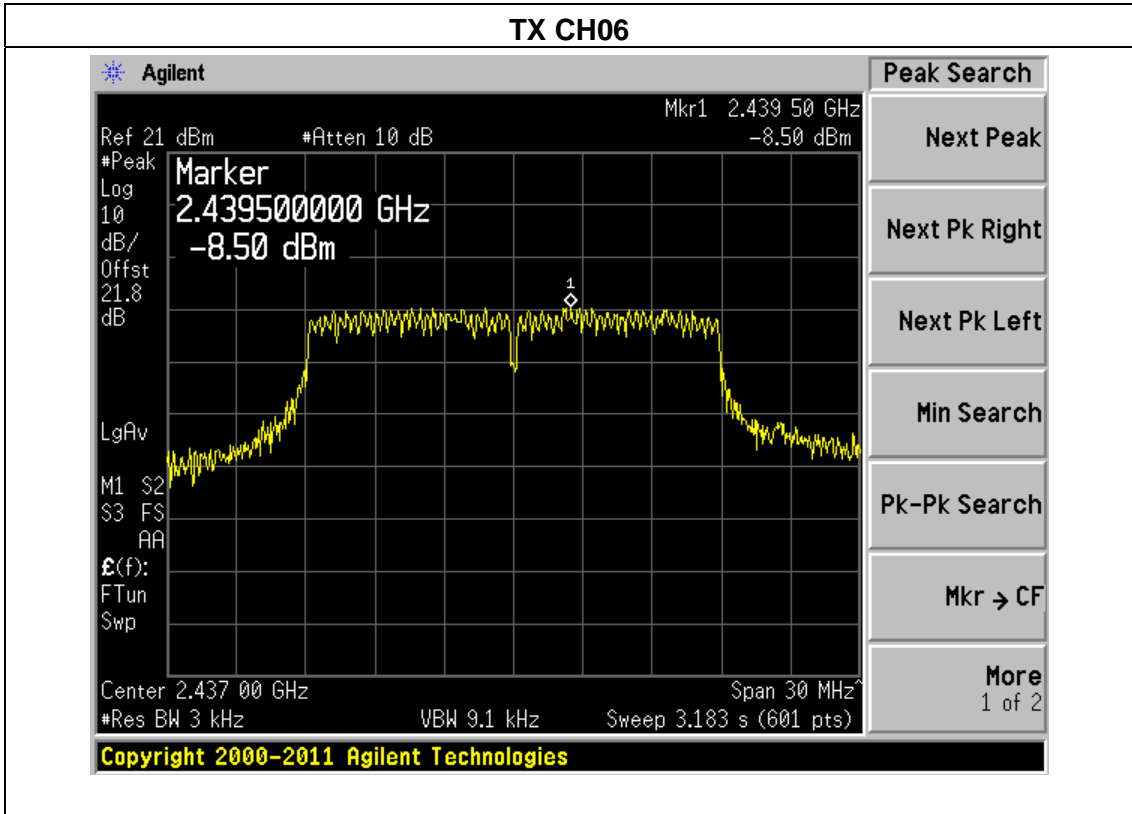 TX CH06
Agilent
Peak Search
Mkr1 2.439 50 GHz
Ref 21 dBm #Atten 10 dB -8.50 dBm
#Peak
Log
10
dB/
Offst
21.8
dB
Marker
2.439500000 GHz
-8.50 dBm
1
LgAv
M1 S2
S3 FS
AA
£(f):
FTun
Swp
Center 2.437 00 GHz Span 30 MHz^
#Res BW 3 kHz VBW 9.1 kHz Sweep 3.183 s (601 pts)
Copyright 2000-2011 Agilent Technologies
Next Peak
Next Pk Right
Next Pk Left
Min Search
Pk-Pk Search
Mkr → CF
More
1 of 2